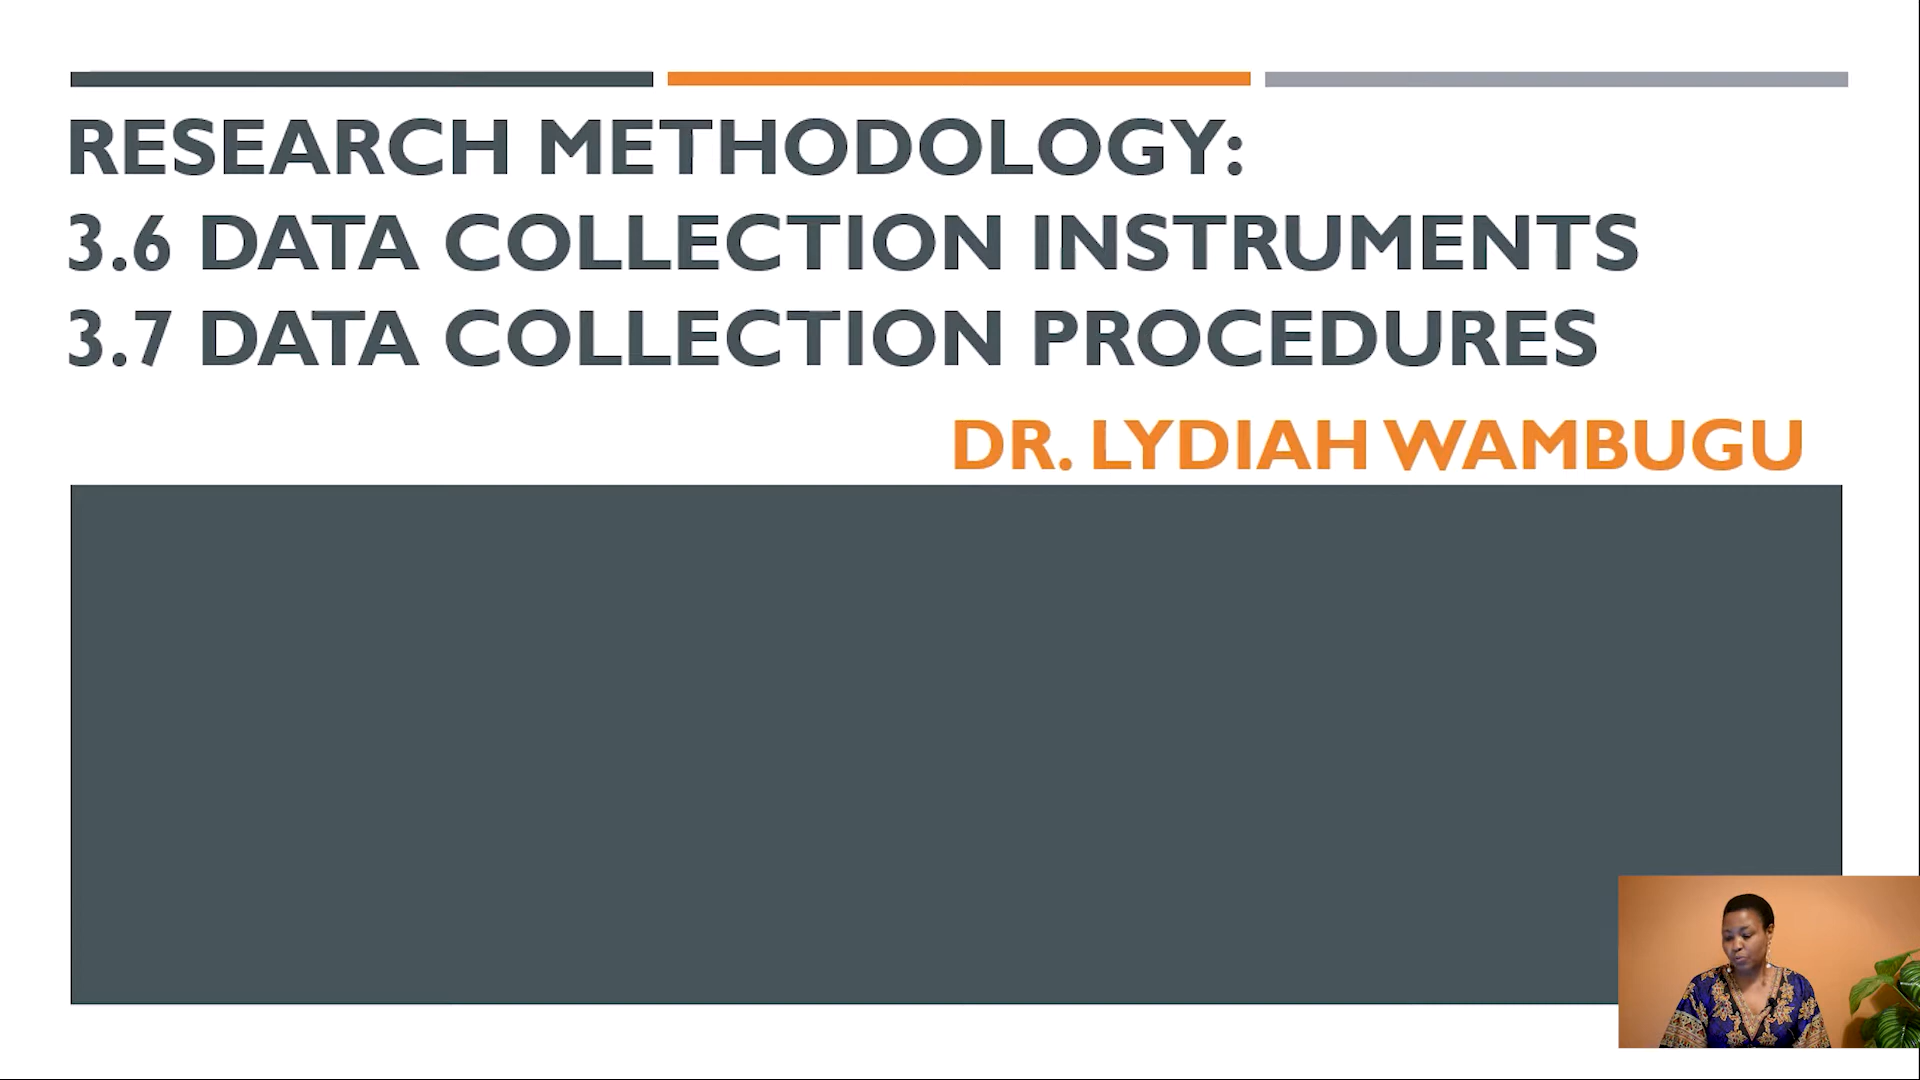 RESEARCH METHODOLOGY:
3.6 DATA COLLECTION INSTRUMENTS
3.7 DATA COLLECTION PROCEDURES
DR. LYDIAH WAMBUGU